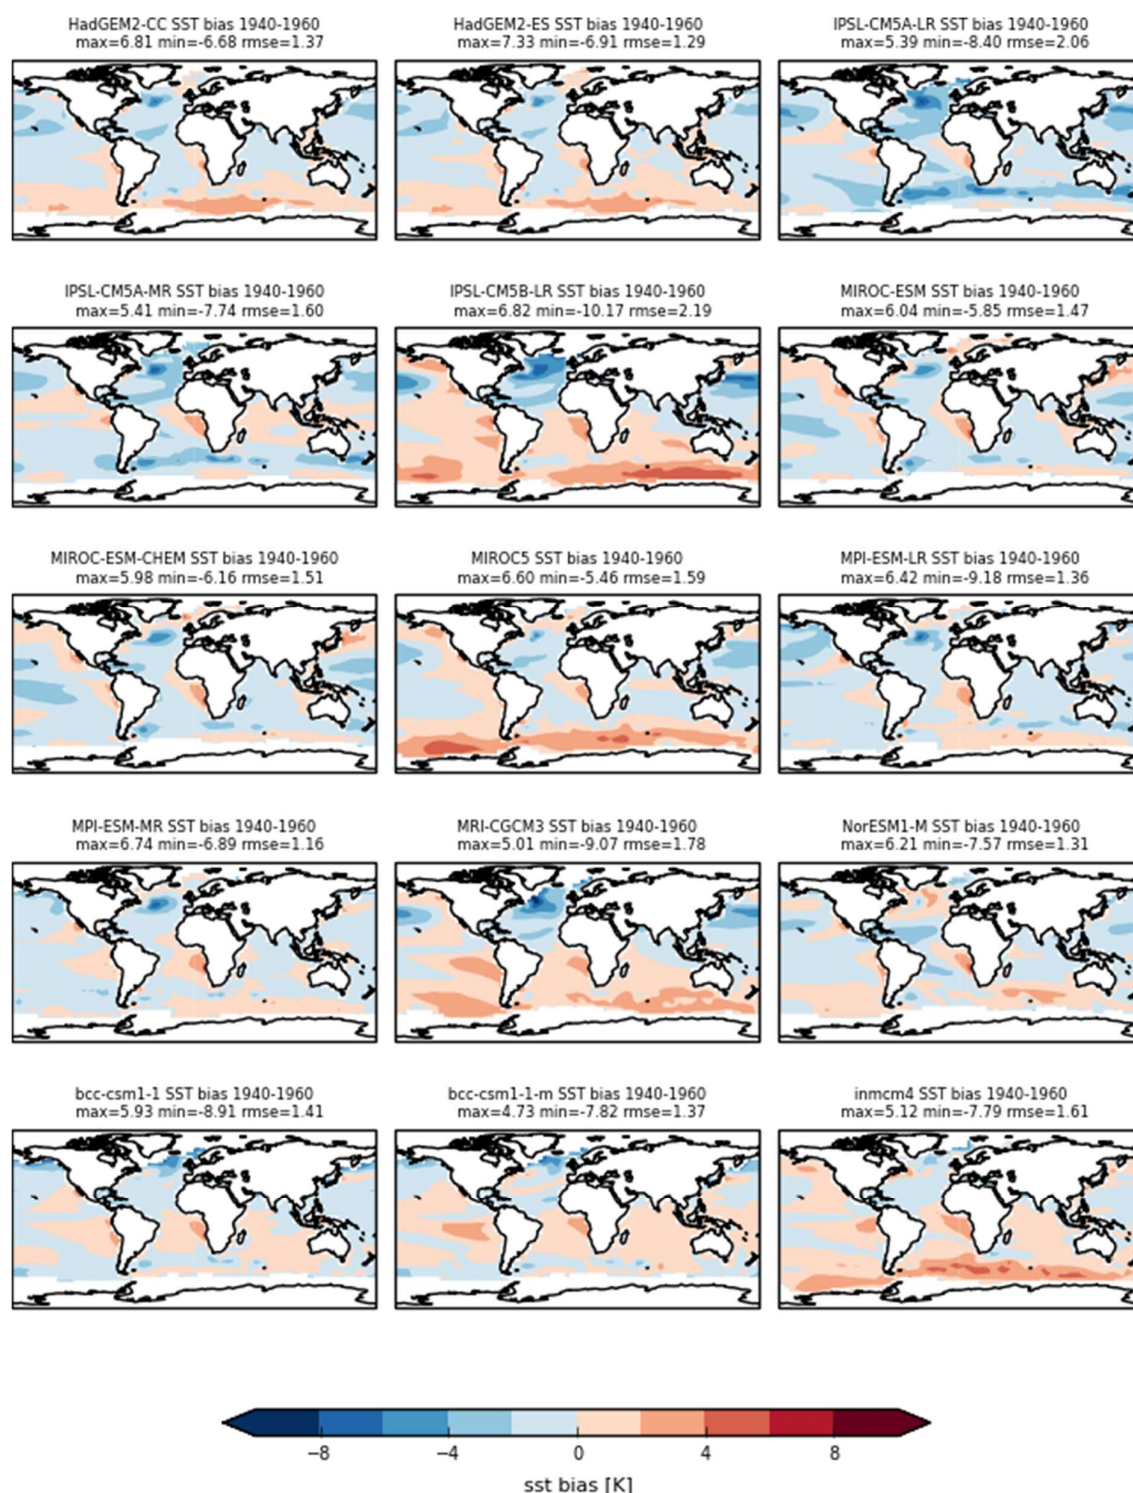 HadGEM2-CC SST bias 1940-1960
max=6.81 min=-6.68 rmse=1.37
HadGEM2-ES SST bias 1940-1960
max=7.33 min=-6.91 rmse=1.29
IPSL-CM5A-LR SST bias 1940-1960
max=5.39 min=-8.40 rmse=2.06
IPSL-CM5A-MR SST bias 1940-1960
max=5.41 min=-7.74 rmse=1.60
IPSL-CM5B-LR SST bias 1940-1960
max=6.82 min=-10.17 rmse=2.19
MIROC-ESM SST bias 1940-1960
max=6.04 min=-5.85 rmse=1.47
MIROC-ESM-CHEM SST bias 1940-1960
max=5.98 min=-6.16 rmse=1.51
MIROC5 SST bias 1940-1960
max=6.60 min=-5.46 rmse=1.59
MPI-ESM-LR SST bias 1940-1960
max=6.42 min=-9.18 rmse=1.36
MPI-ESM-MR SST bias 1940-1960
max=6.74 min=-6.89 rmse=1.16
MRI-CGCM3 SST bias 1940-1960
max=5.01 min=-9.07 rmse=1.78
NorESM1-M SST bias 1940-1960
max=6.21 min=-7.57 rmse=1.31
bcc-csm1-1 SST bias 1940-1960
max=5.93 min=-8.91 rmse=1.41
bcc-csm1-1-m SST bias 1940-1960
max=4.73 min=-7.82 rmse=1.37
inmcm4 SST bias 1940-1960
max=5.12 min=-7.79 rmse=1.61
−8 −4 0 4 8
sst bias [K]